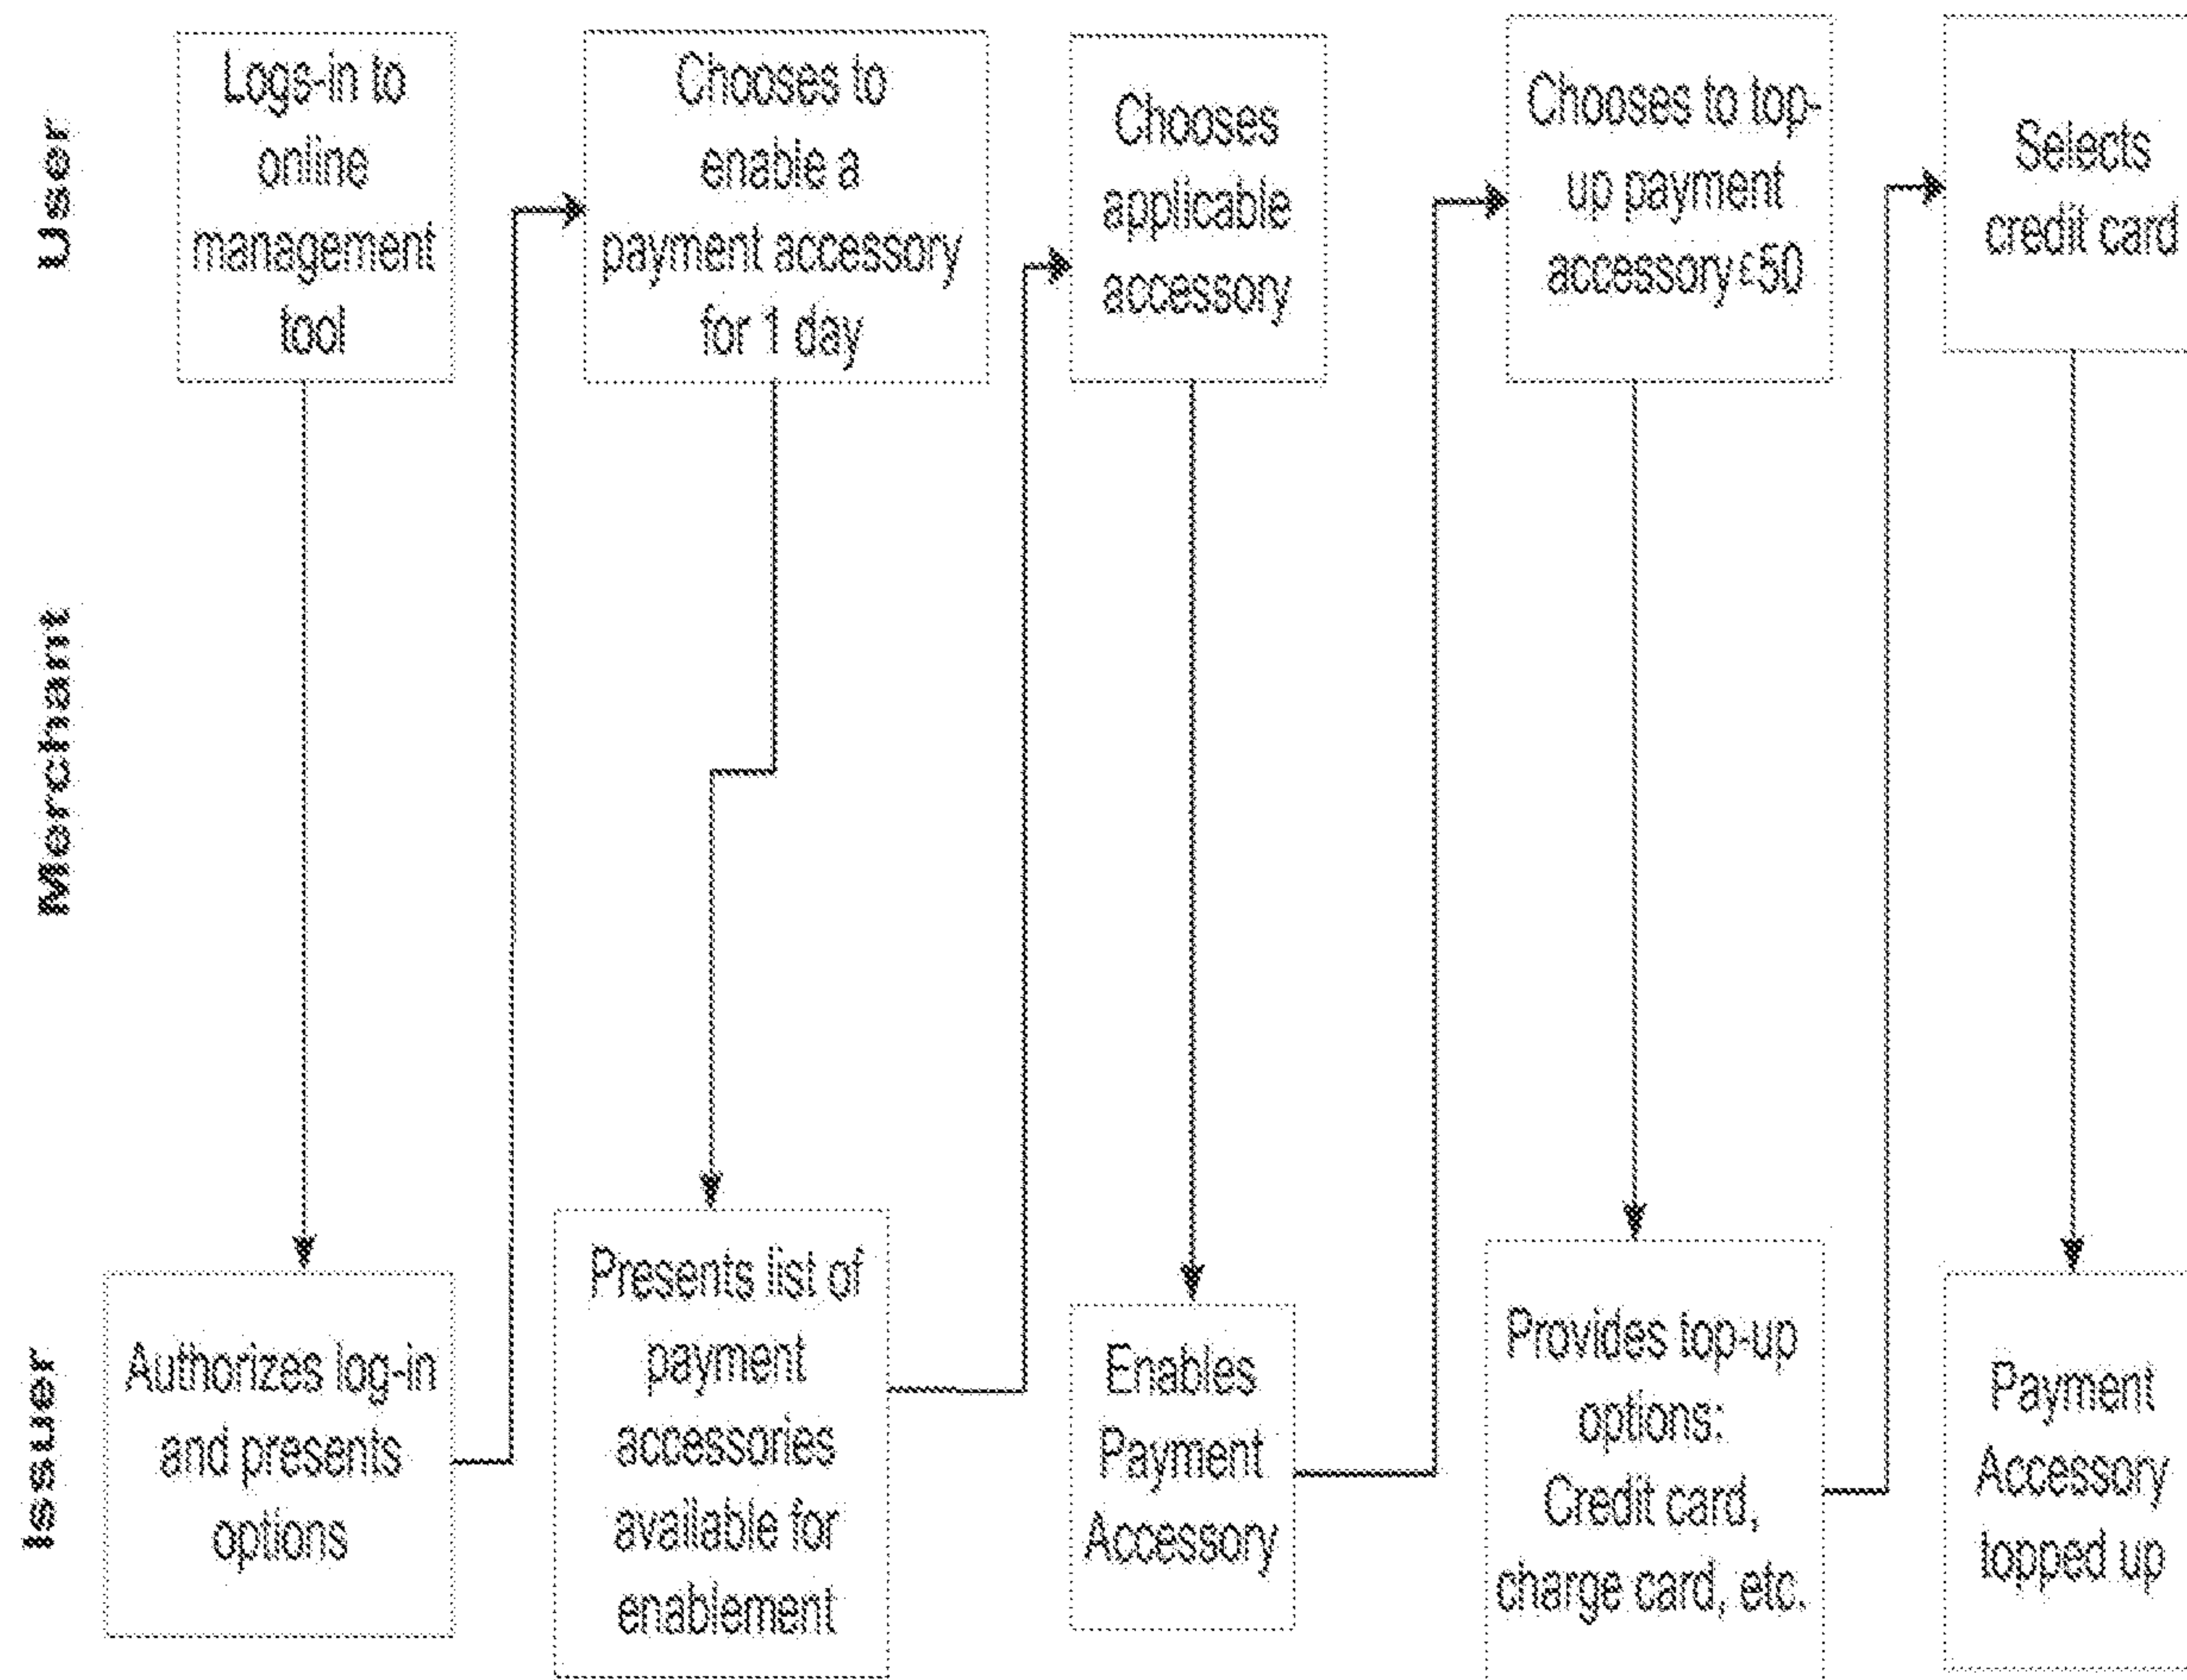 User
Logs-in to
online
management
tool
Chooses to
enable a
payment accessory
for 1 day
Chooses
applicable
accessory
Chooses to top-
up payment
accessory £50
Selects
credit card
Merchant
Issuer
Authorizes log-in
and presents
options
Presents list of
payment
accessories
available for
enablement
Enables
Payment
Accessory
Provides top-up
options:
Credit card,
charge card, etc.
Payment
Accessory
topped up